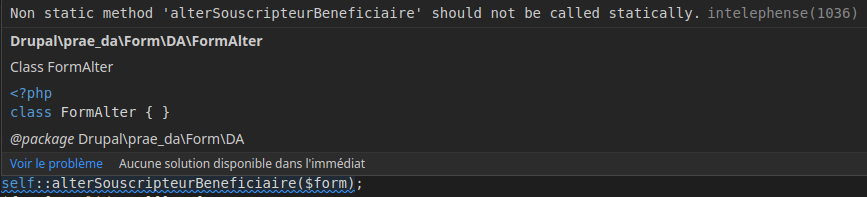 Non static method 'alterSouscripteurBeneficiaire' should not be called statically. intelephense(1036)
Drupal\prae_da\Form\DA\FormAlter
Class FormAlter
<?php
class FormAlter { }
@package Drupal\prae_da\Form\DA
Voir le problème Aucune solution disponible dans l'immédiat
self::alterSouscripteurBeneficiaire($form);